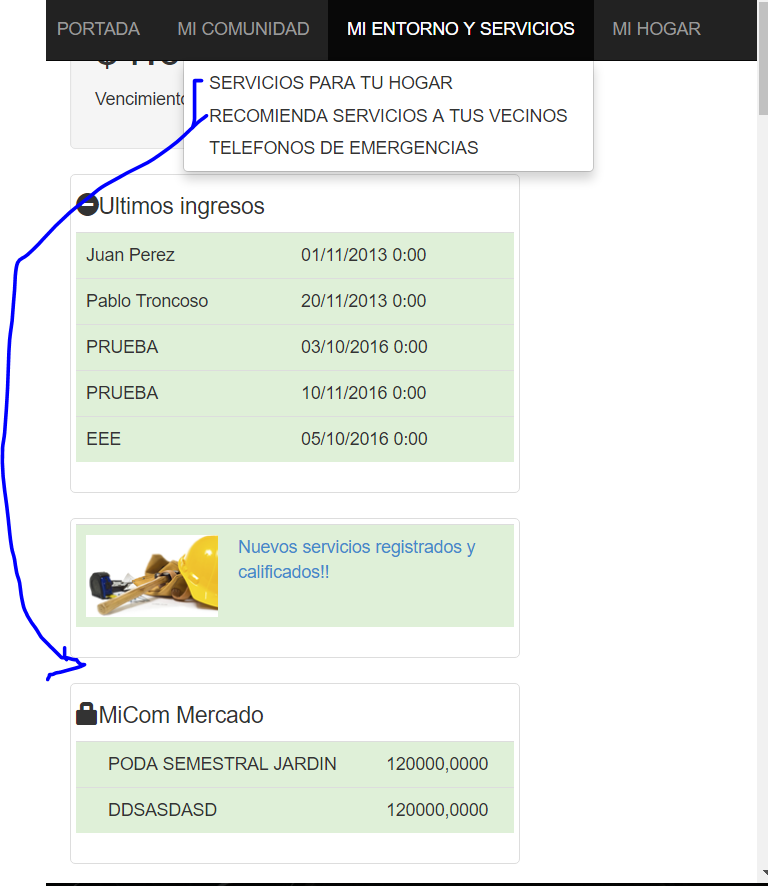 PORTADA MI COMUNIDAD MI ENTORNO Y SERVICIOS MI HOGAR
SERVICIOS PARA TU HOGAR
Vencimiento
RECOMIENDA SERVICIOS A TUS VECINOS
TELEFONOS DE EMERGENCIAS
Ultimos ingresos
Juan Perez 01/11/2013 0:00
Pablo Troncoso 20/11/2013 0:00
PRUEBA 03/10/2016 0:00
PRUEBA 10/11/2016 0:00
EEE 05/10/2016 0:00
Nuevos servicios registrados y
calificados!!
MiCom Mercado
PODA SEMESTRAL JARDIN 120000,0000
DDSASDASD 120000,0000